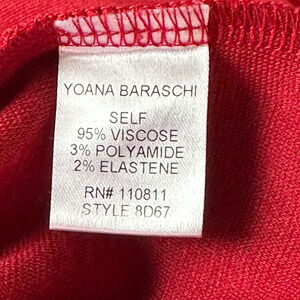 YOANA BARASCHI
SELF
95% VISCOSE
3% POLYAMIDE
2% ELASTENE
RN# 110811
STYLE 8D67